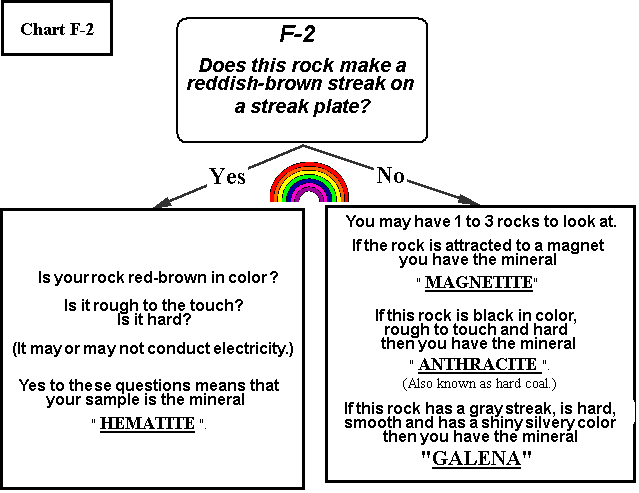 Chart F-2
F-2
Does this rock make a
reddish-brown streak on
a streak plate?
Yes
No
Is your rock red-brown in color?
Is it rough to the touch?
Is it hard?
(It may or may not conduct electricity.)
Yes to these questions means that
your sample is the mineral
" HEMATITE ".
You may have 1 to 3 rocks to look at.
If the rock is attracted to a magnet
you have the mineral
" MAGNETITE"
If this rock is black in color,
rough to touch and hard
then you have the mineral
" ANTHRACITE ".
(Also known as hard coal.)
If this rock has a gray streak, is hard,
smooth and has a shiny silvery color
then you have the mineral
"GALENA"